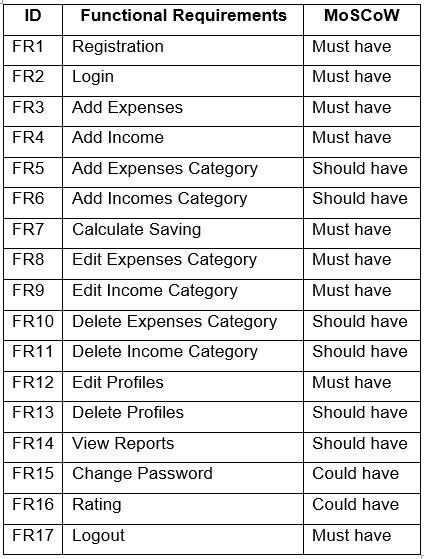 ID Functional Requirements MoSCoW
FR1 Registration Must have
FR2 Login Must have
FR3 Add Expenses Must have
FR4 Add Income Must have
FR5 Add Expenses Category Should have
FR6 Add Incomes Category Should have
FR7 Calculate Saving Must have
FR8 Edit Expenses Category Must have
FR9 Edit Income Category Must have
FR10 Delete Expenses Category Should have
FR11 Delete Income Category Should have
FR12 Edit Profiles Must have
FR13 Delete Profiles Should have
FR14 View Reports Should have
FR15 Change Password Could have
FR16 Rating Could have
FR17 Logout Must have